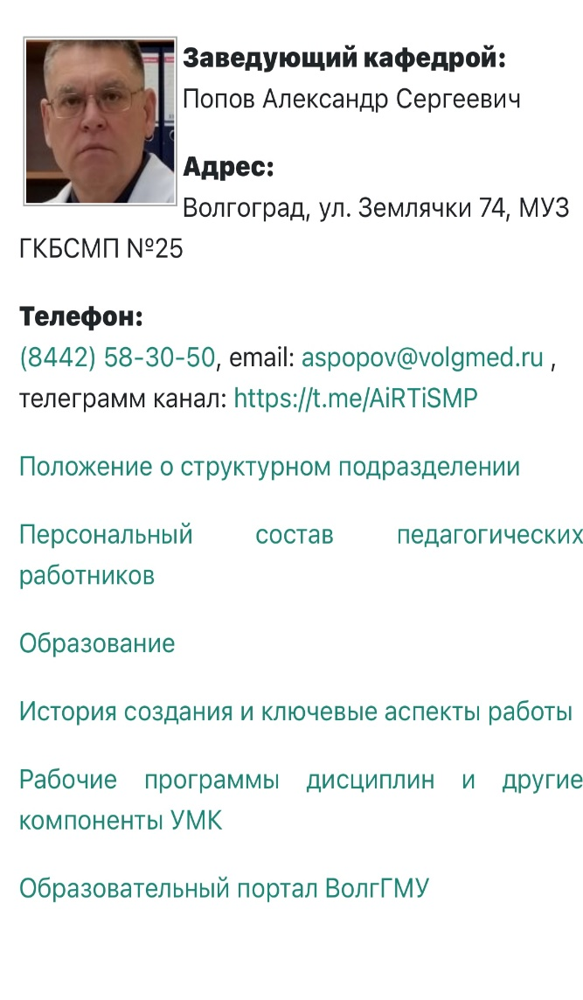 Заведующий кафедрой:
Попов Александр Сергеевич
Адрес:
Волгоград, ул. Землячки 74, МУЗ
ГКБСМП №25
Телефон:
(8442) 58-30-50, email: aspopov@volgmed.ru ,
телеграмм канал: https://t.me/AiRTiSMP
Положение о структурном подразделении
Персональный состав педагогических
работников
Образование
История создания и ключевые аспекты работы
Рабочие программы дисциплин и другие
компоненты УМК
Образовательный портал ВолгГМУ